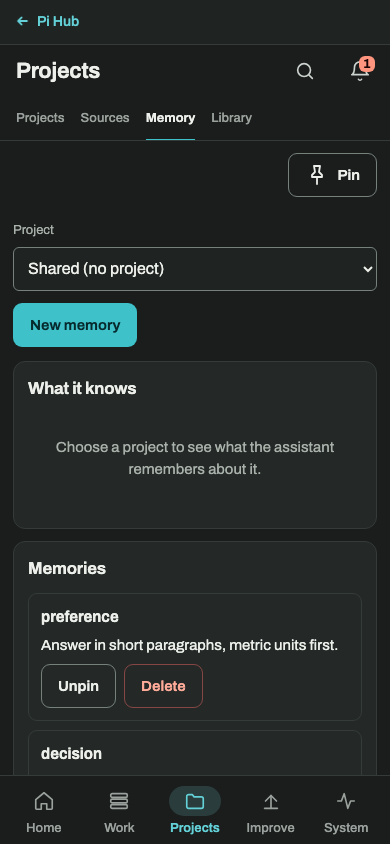 Pi Hub
Projects
1
Projects Sources Memory Library
Pin
Project
Shared (no project)
New memory
What it knows
Choose a project to see what the assistant
remembers about it.
Memories
preference
Answer in short paragraphs, metric units first.
Unpin Delete
decision
Home Work Projects Improve System